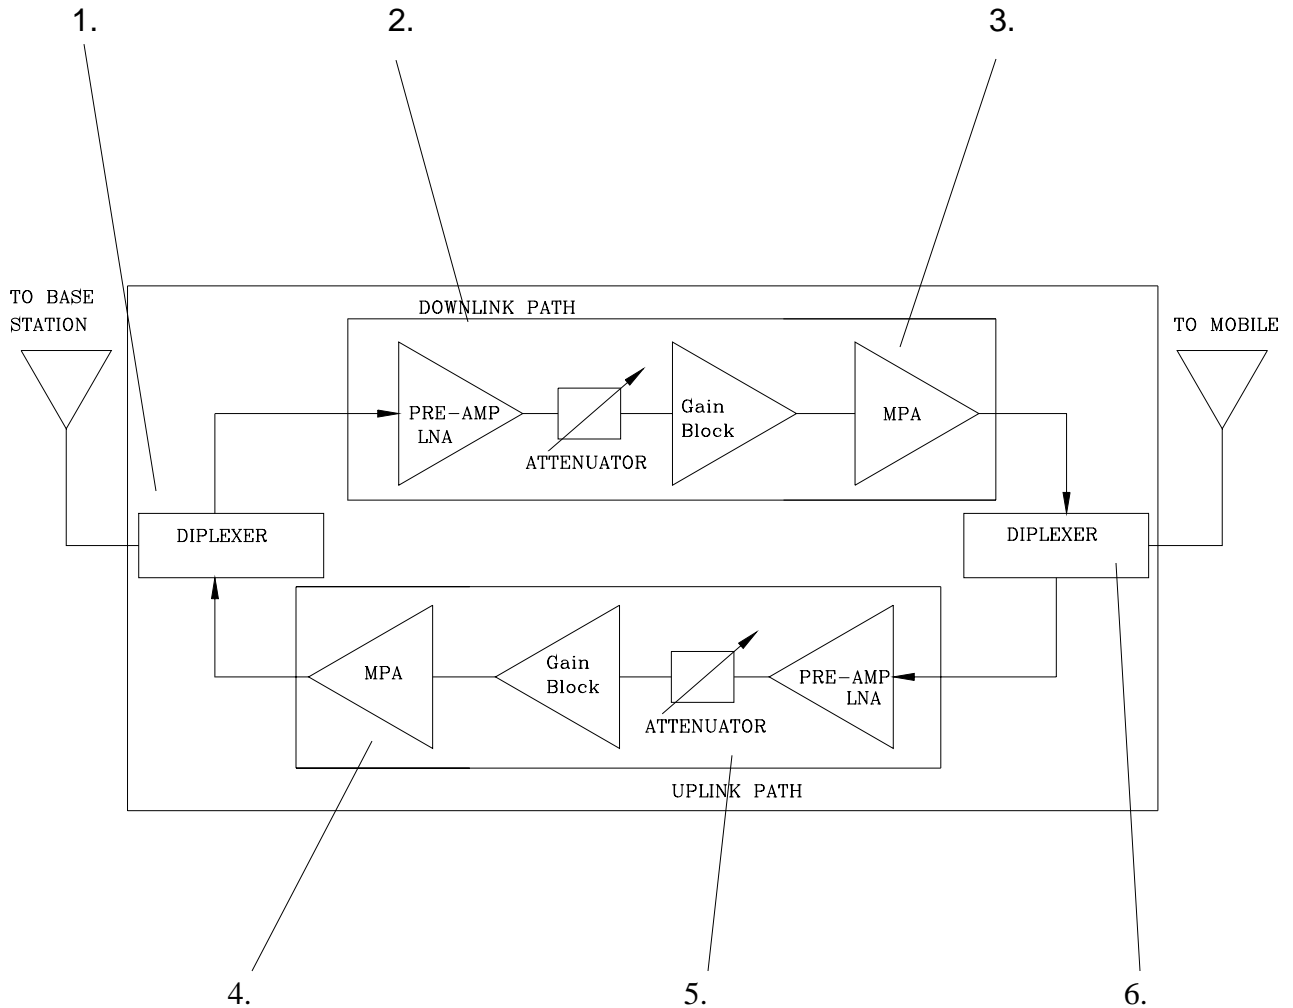 1.
2.
3.
TO BASE
STATION
DOWNLINK PATH
TO MOBILE
PRE-AMP
LNA
ATTENUATOR
Gain
Block
MPA
DIPLEXER
DIPLEXER
MPA
Gain
Block
ATTENUATOR
PRE-AMP
LNA
UPLINK PATH
4.
5.
6.